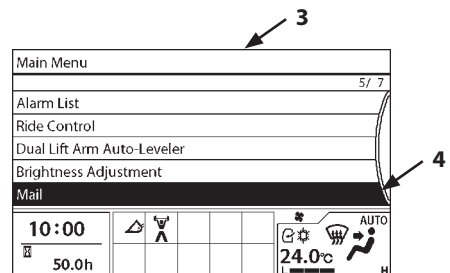 3
Main Menu
5/ 7
Alarm List
Ride Control
Dual Lift Arm Auto-Leveler
Brightness Adjustment
Mail
4
10:00
AUTO
50.0h
24.0℃
L H